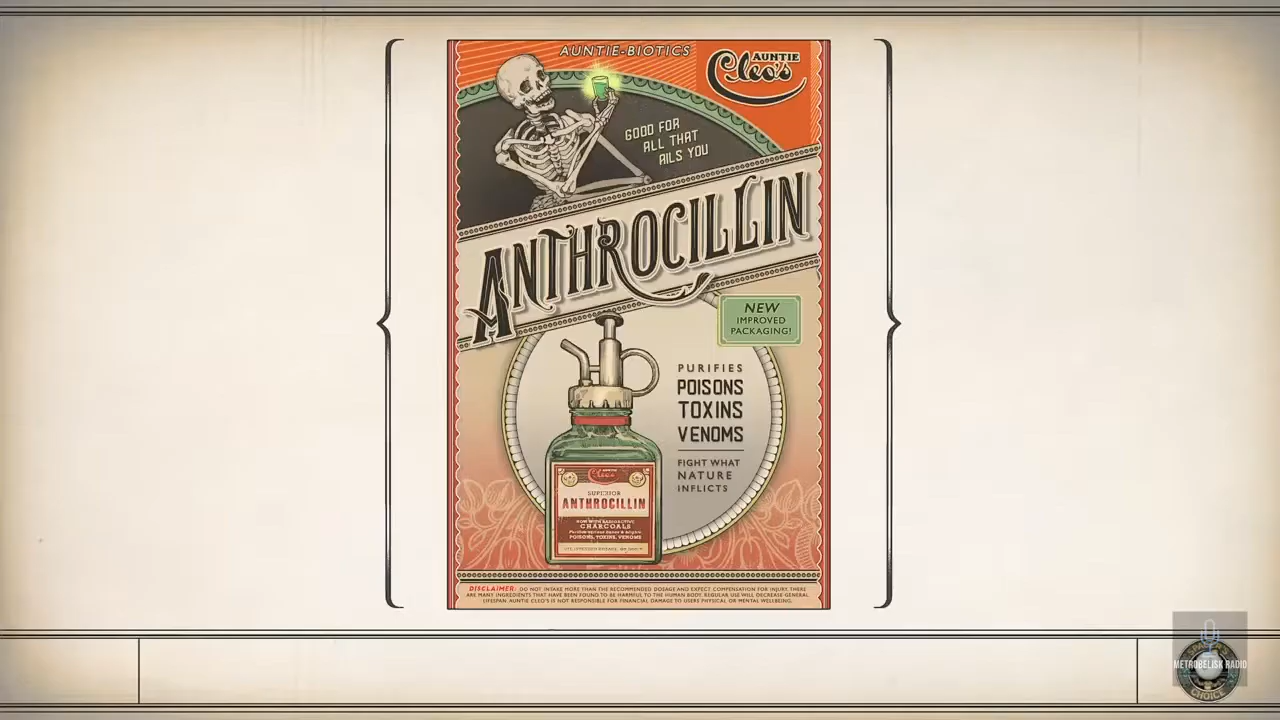 AUNTIE-BIOTICS
AUNTIE
Cleo's
GOOD FOR
ALL THAT
AILS YOU
ANTHROCILLIN
NEW
IMPROVED
PACKAGING!
PURIFIES
POISONS
TOXINS
VENOMS
FIGHT WHAT
NATURE
INFLICTS
AUNTIE
Cleo's
SUPERIOR
ANTHROCILLIN
NOW WITH RADIOACTIVE
CHARCOALS
POISONS, TOXINS, VENOMS
DISCLAIMER: DO NOT INTAKE MORE THAN THE RECOMMENDED DOSAGE AND EXPECT COMPENSATION FOR INJURY. THERE
ARE MANY INGREDIENTS THAT HAVE BEEN FOUND TO BE HARMFUL TO THE HUMAN BODY. REGULAR USE WILL DECREASE GENERAL
LIFESPAN. AUNTIE CLEO'S IS NOT RESPONSIBLE FOR FINANCIAL DAMAGE TO USERS PHYSICAL OR MENTAL WELLBEING.
METROBELISK RADIO
CHOICE